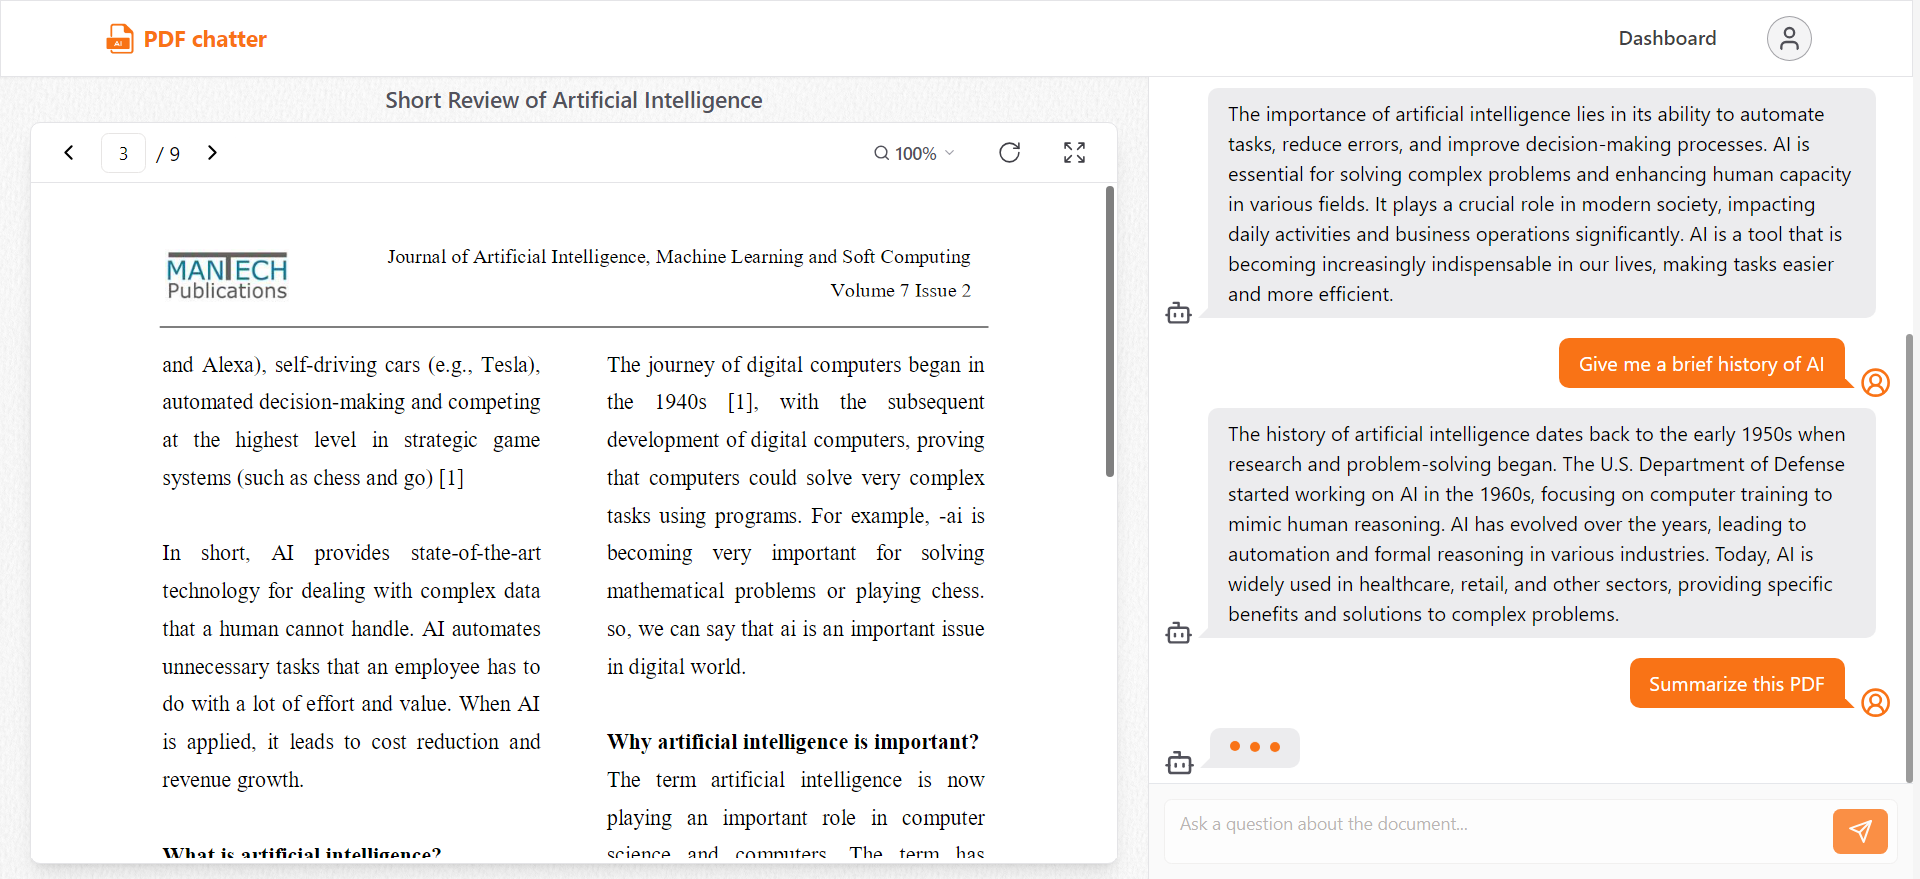 AI PDF chatter
Dashboard
Short Review of Artificial Intelligence
3 / 9
100%
MANTECH
Publications
Journal of Artificial Intelligence, Machine Learning and Soft Computing
Volume 7 Issue 2
and Alexa), self-driving cars (e.g., Tesla),
automated decision-making and competing
at the highest level in strategic game
systems (such as chess and go) [1]
In short, AI provides state-of-the-art
technology for dealing with complex data
that a human cannot handle. AI automates
unnecessary tasks that an employee has to
do with a lot of effort and value. When AI
is applied, it leads to cost reduction and
revenue growth.
What is artificial intelligence?
The journey of digital computers began in
the 1940s [1], with the subsequent
development of digital computers, proving
that computers could solve very complex
tasks using programs. For example, -ai is
becoming very important for solving
mathematical problems or playing chess.
so, we can say that ai is an important issue
in digital world.
Why artificial intelligence is important?
The term artificial intelligence is now
playing an important role in computer
science and computers. The term has
The importance of artificial intelligence lies in its ability to automate
tasks, reduce errors, and improve decision-making processes. AI is
essential for solving complex problems and enhancing human capacity
in various fields. It plays a crucial role in modern society, impacting
daily activities and business operations significantly. AI is a tool that is
becoming increasingly indispensable in our lives, making tasks easier
and more efficient.
Give me a brief history of AI
The history of artificial intelligence dates back to the early 1950s when
research and problem-solving began. The U.S. Department of Defense
started working on AI in the 1960s, focusing on computer training to
mimic human reasoning. AI has evolved over the years, leading to
automation and formal reasoning in various industries. Today, AI is
widely used in healthcare, retail, and other sectors, providing specific
benefits and solutions to complex problems.
Summarize this PDF
Ask a question about the document...